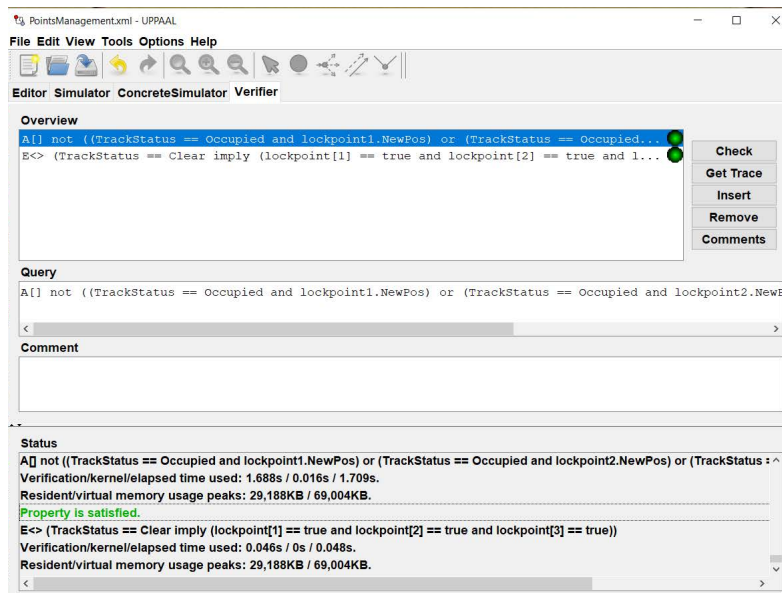 PointsManagement.xml - UPPAAL
File Edit View Tools Options Help
Editor Simulator ConcreteSimulator Verifier
Overview
A[] not ((TrackStatus == Occupied and lockpoint1.NewPos) or (TrackStatus == Occupied...
E<> (TrackStatus == Clear imply (lockpoint[1] == true and lockpoint[2] == true and l...
Check
Get Trace
Insert
Remove
Comments
Query
A[] not ((TrackStatus == Occupied and lockpoint1.NewPos) or (TrackStatus == Occupied and lockpoint2.NewP
Comment
Status
A[] not ((TrackStatus == Occupied and lockpoint1.NewPos) or (TrackStatus == Occupied and lockpoint2.NewPos) or (TrackStatus =
Verification/kernel/elapsed time used: 1.688s / 0.016s / 1.709s.
Resident/virtual memory usage peaks: 29,188KB / 69,004KB.
Property is satisfied.
E<> (TrackStatus == Clear imply (lockpoint[1] == true and lockpoint[2] == true and lockpoint[3] == true))
Verification/kernel/elapsed time used: 0.046s / 0s / 0.048s.
Resident/virtual memory usage peaks: 29,188KB / 69,004KB.